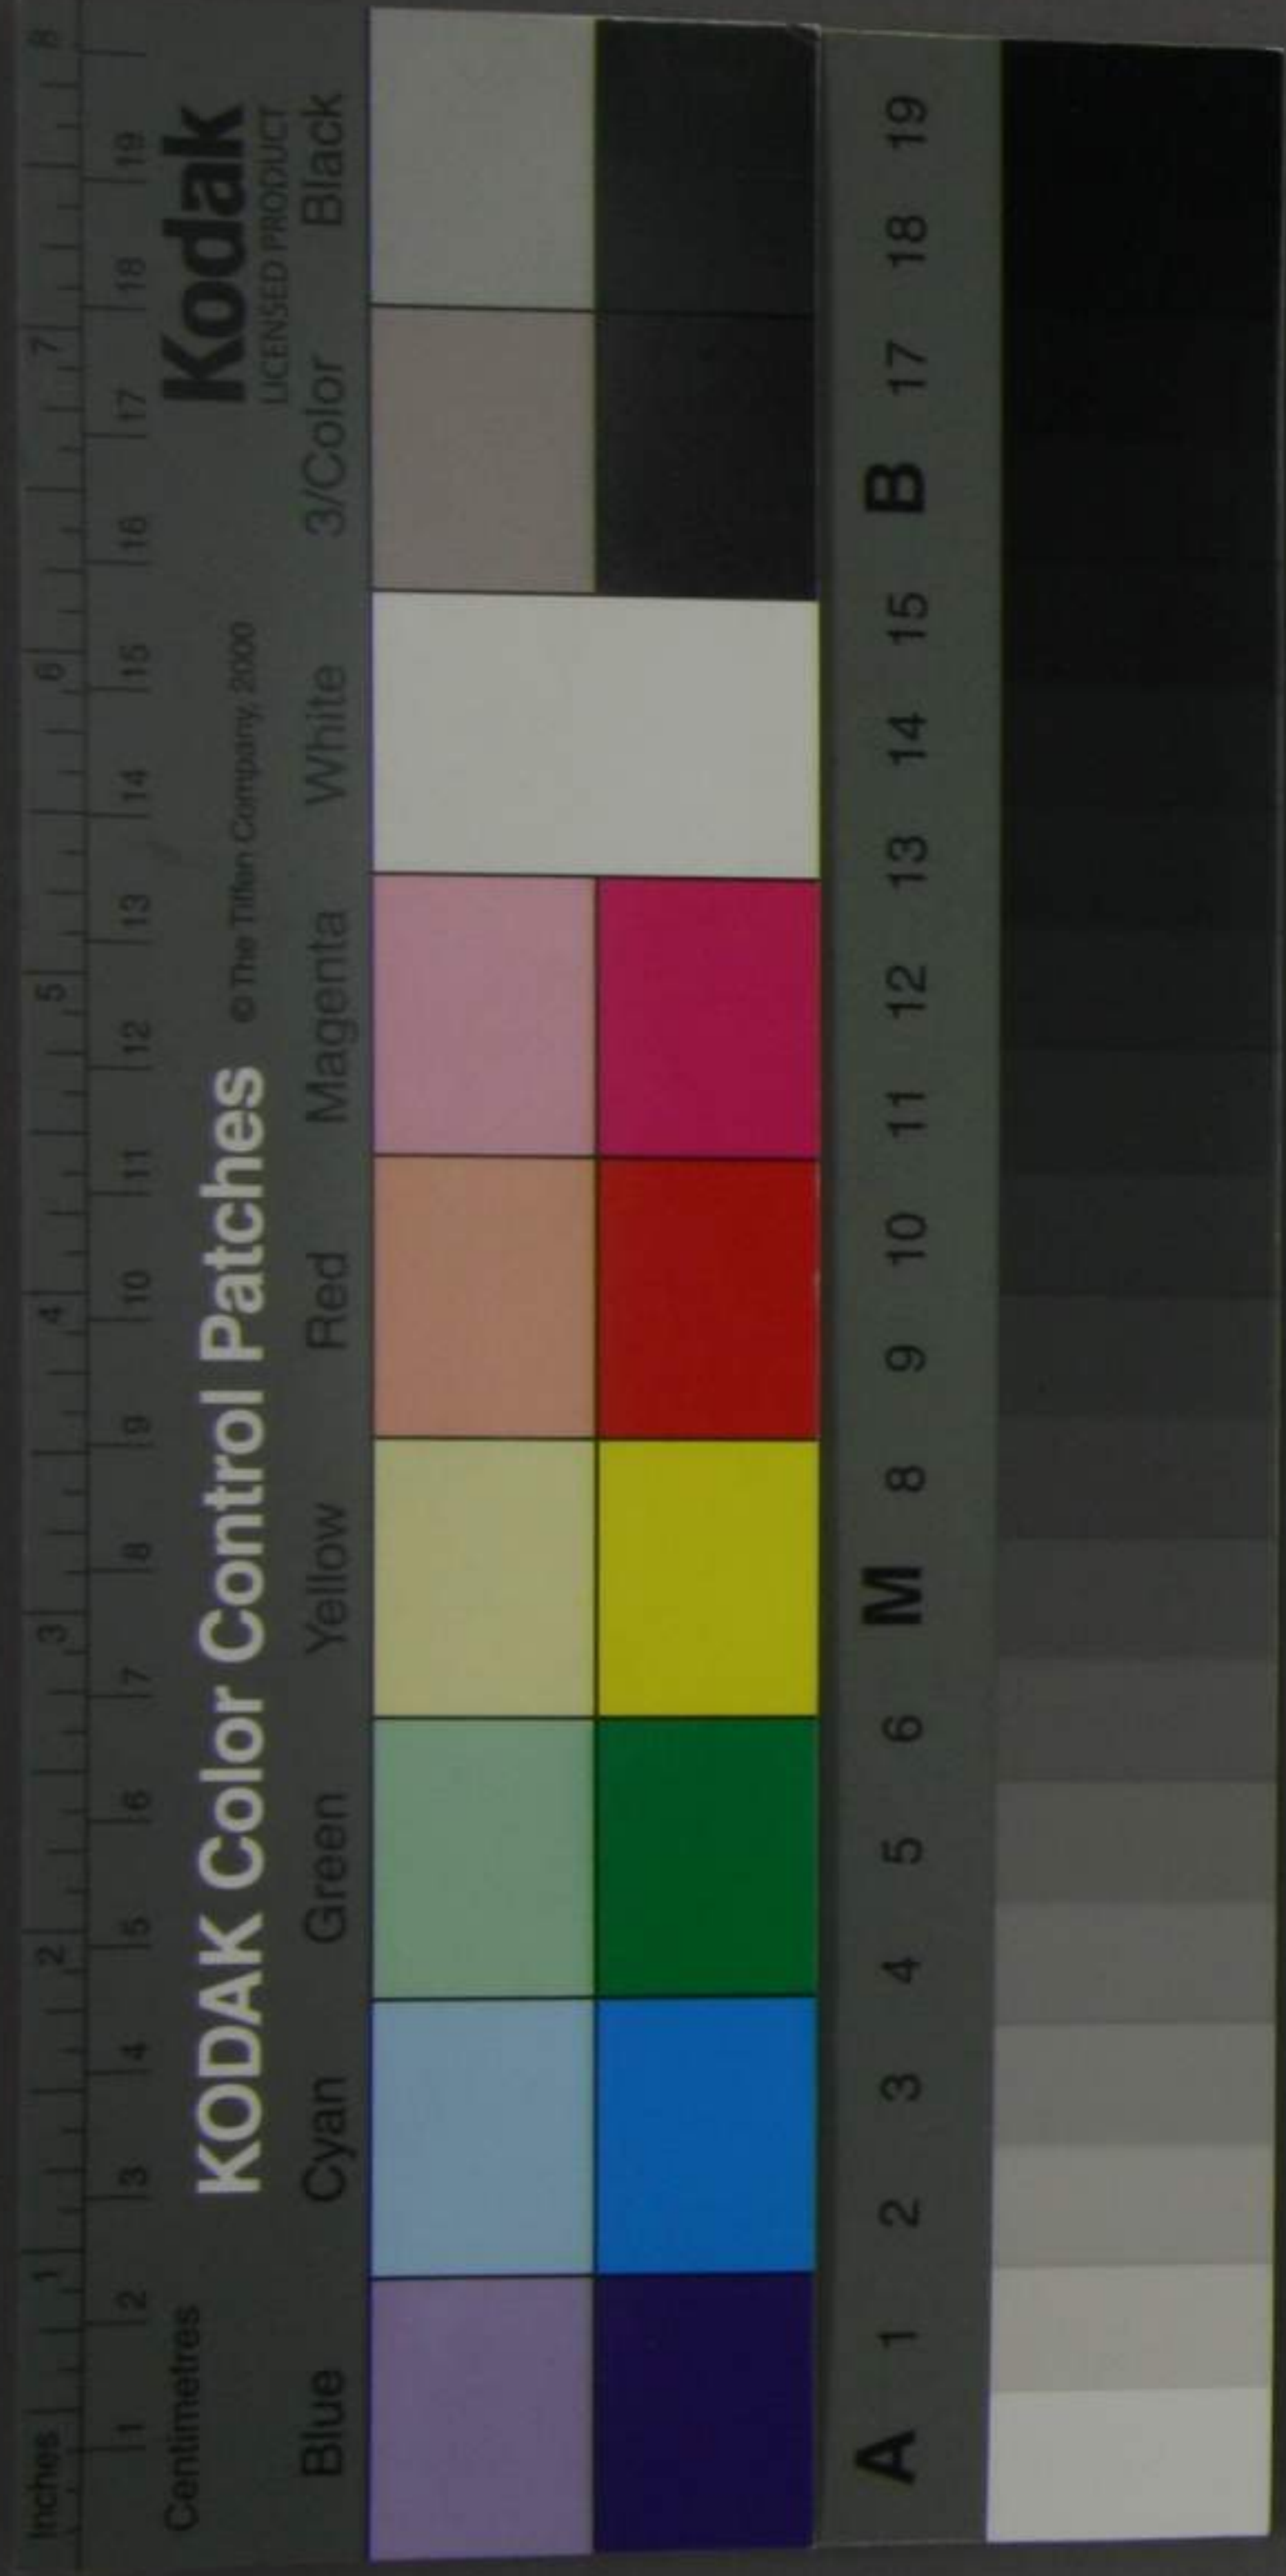 Inches 1 2 3 4 5 6 7 8
1 2 3 4 5 6 7 8 9 10 11 12 13 14 15 16 17 18 19
Centimetres
KODAK Color Control Patches
© The Tiffen Company, 2000
Kodak
LICENSED PRODUCT
Blue Cyan Green Yellow Red Magenta White 3/Color Black
A 1 2 3 4 5 6 M 8 9 10 11 12 13 14 15 B 17 18 19